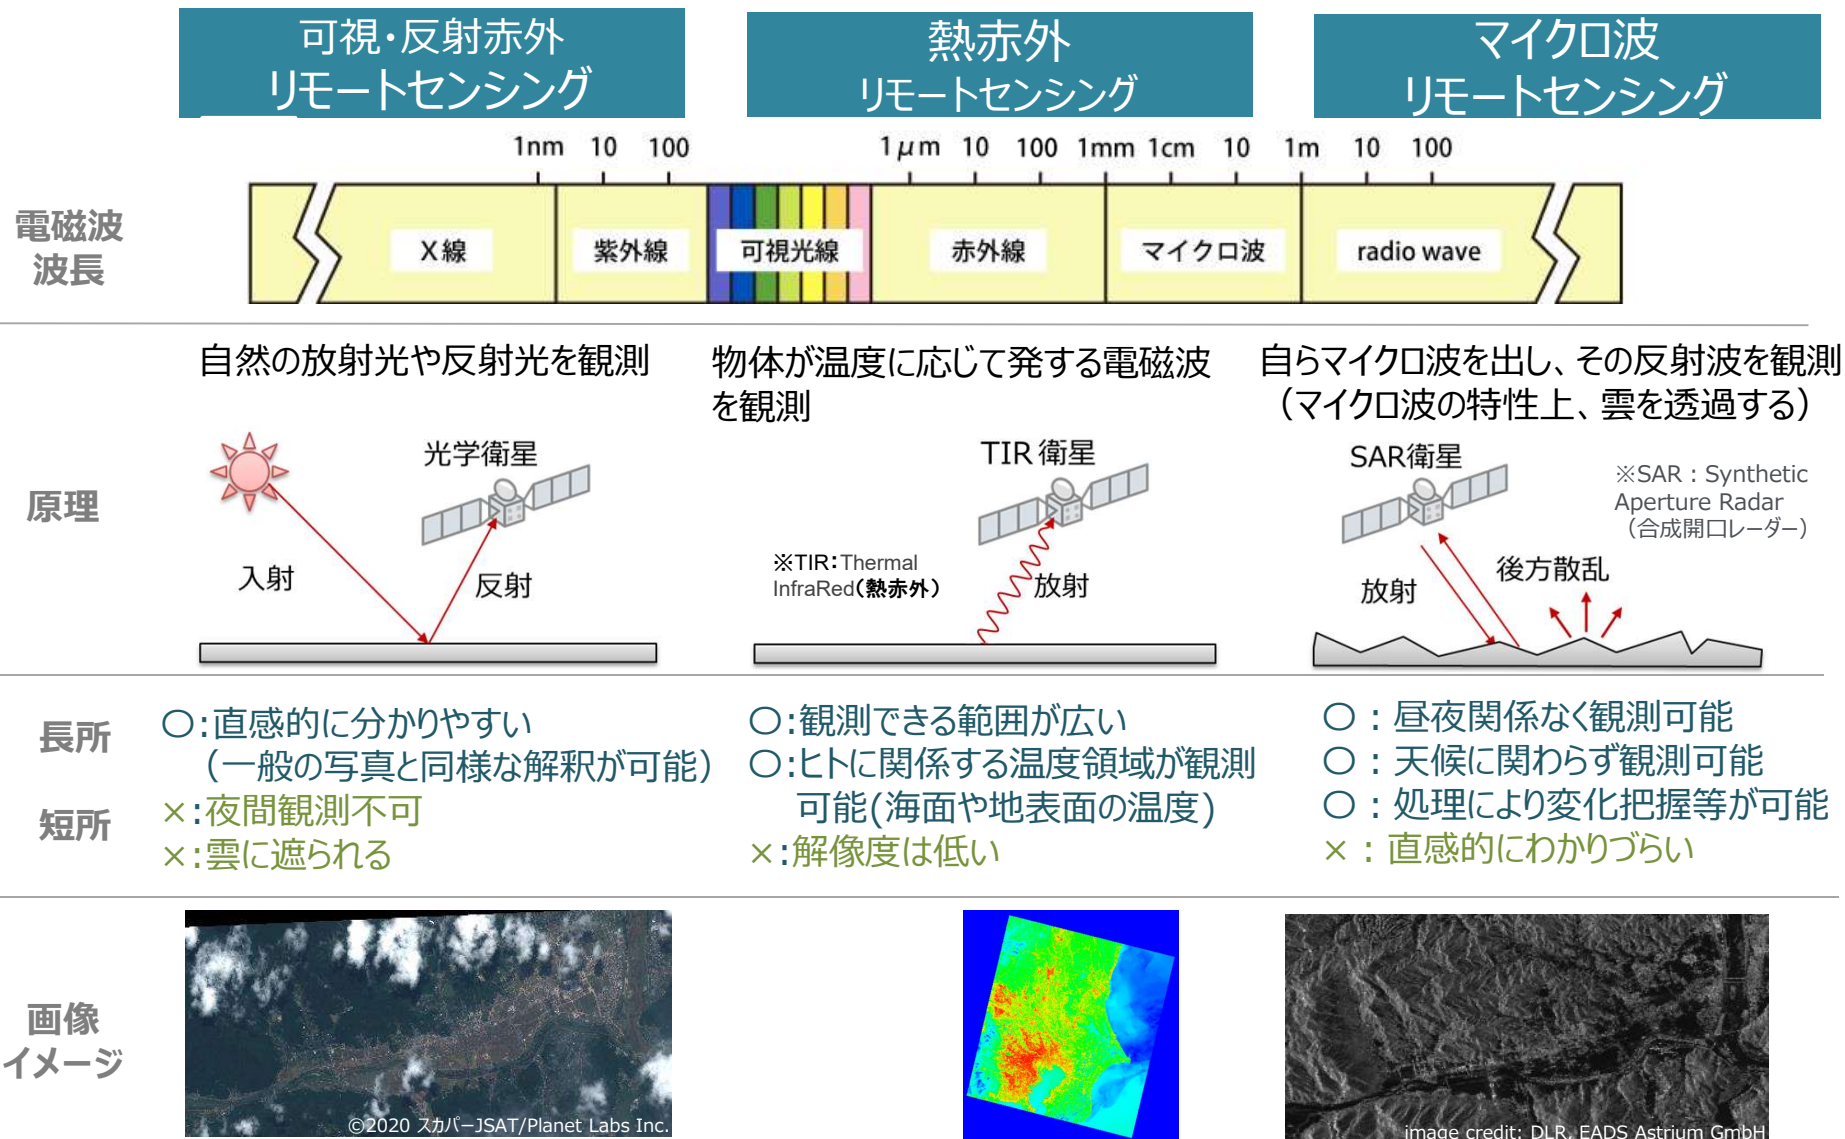 可視・反射赤外
リモートセンシング
熱赤外
リモートセンシング
マイクロ波
リモートセンシング
電磁波
波長
1nm 10 100 1μm 10 100 1mm 1cm 10 1m 10 100
X線 紫外線 可視光線 赤外線 マイクロ波 radio wave
原理
自然の放射光や反射光を観測
光学衛星
入射
反射
物体が温度に応じて発する電磁波
を観測
TIR衛星
※TIR:Thermal
InfraRed(熱赤外)
放射
自らマイクロ波を出し、その反射波を観測
（マイクロ波の特性上、雲を透過する）
SAR衛星
※SAR：Synthetic
Aperture Radar
（合成開口レーダー）
放射
後方散乱
長所
短所
〇:直感的に分かりやすい
（一般の写真と同様な解釈が可能）
×:夜間観測不可
×:雲に遮られる
〇:観測できる範囲が広い
〇:ヒトに関係する温度領域が観測
可能(海面や地表面の温度)
×:解像度は低い
〇：昼夜関係なく観測可能
〇：天候に関わらず観測可能
〇：処理により変化把握等が可能
×：直感的にわかりづらい
画像
イメージ
©2020 スカパーJSAT/Planet Labs Inc.
image credit: DLR, EADS Astrium GmbH